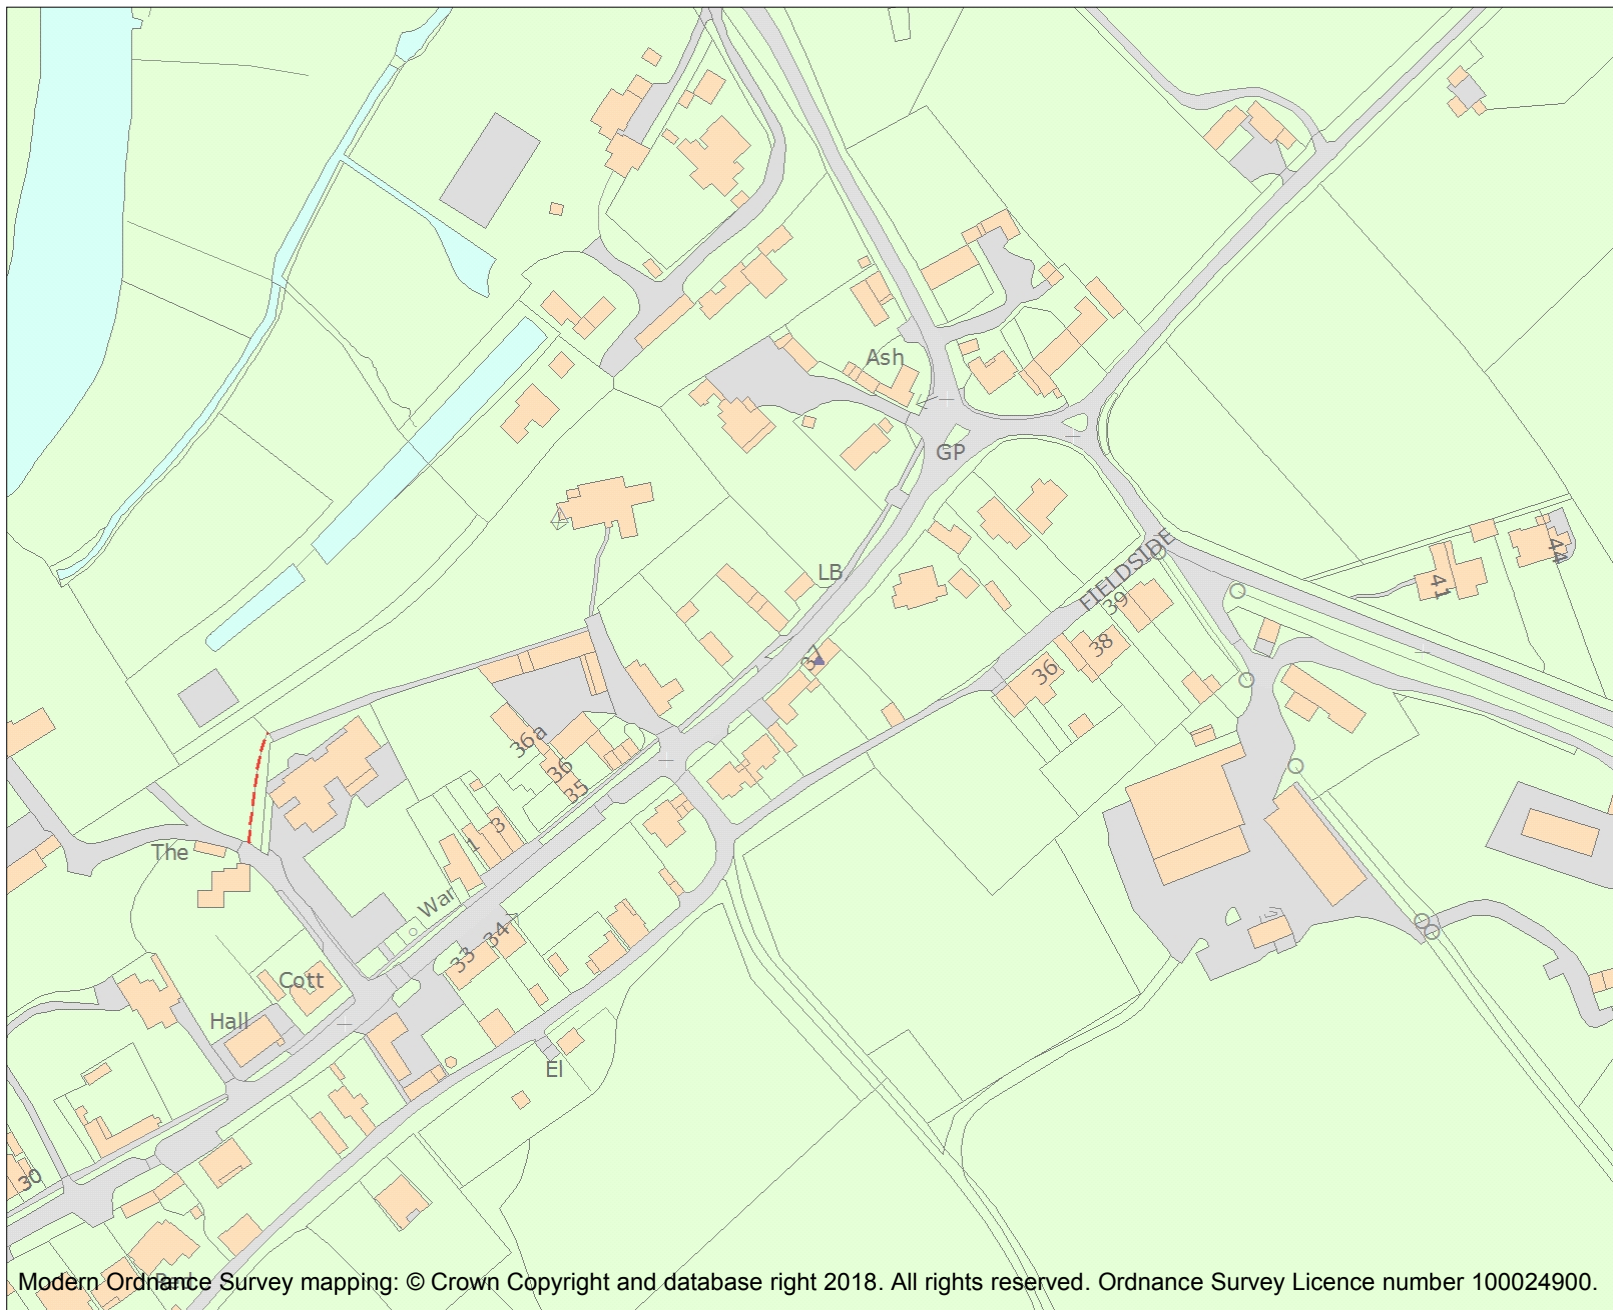 Ash
GP
LB
FIELDSIDE
39
41
44
37
38
36
36a
36
35
3
1
The
War
34
33
Cott
Hall
El
30
Modern Ordnance Survey mapping: © Crown Copyright and database right 2018. All rights reserved. Ordnance Survey Licence number 100024900.